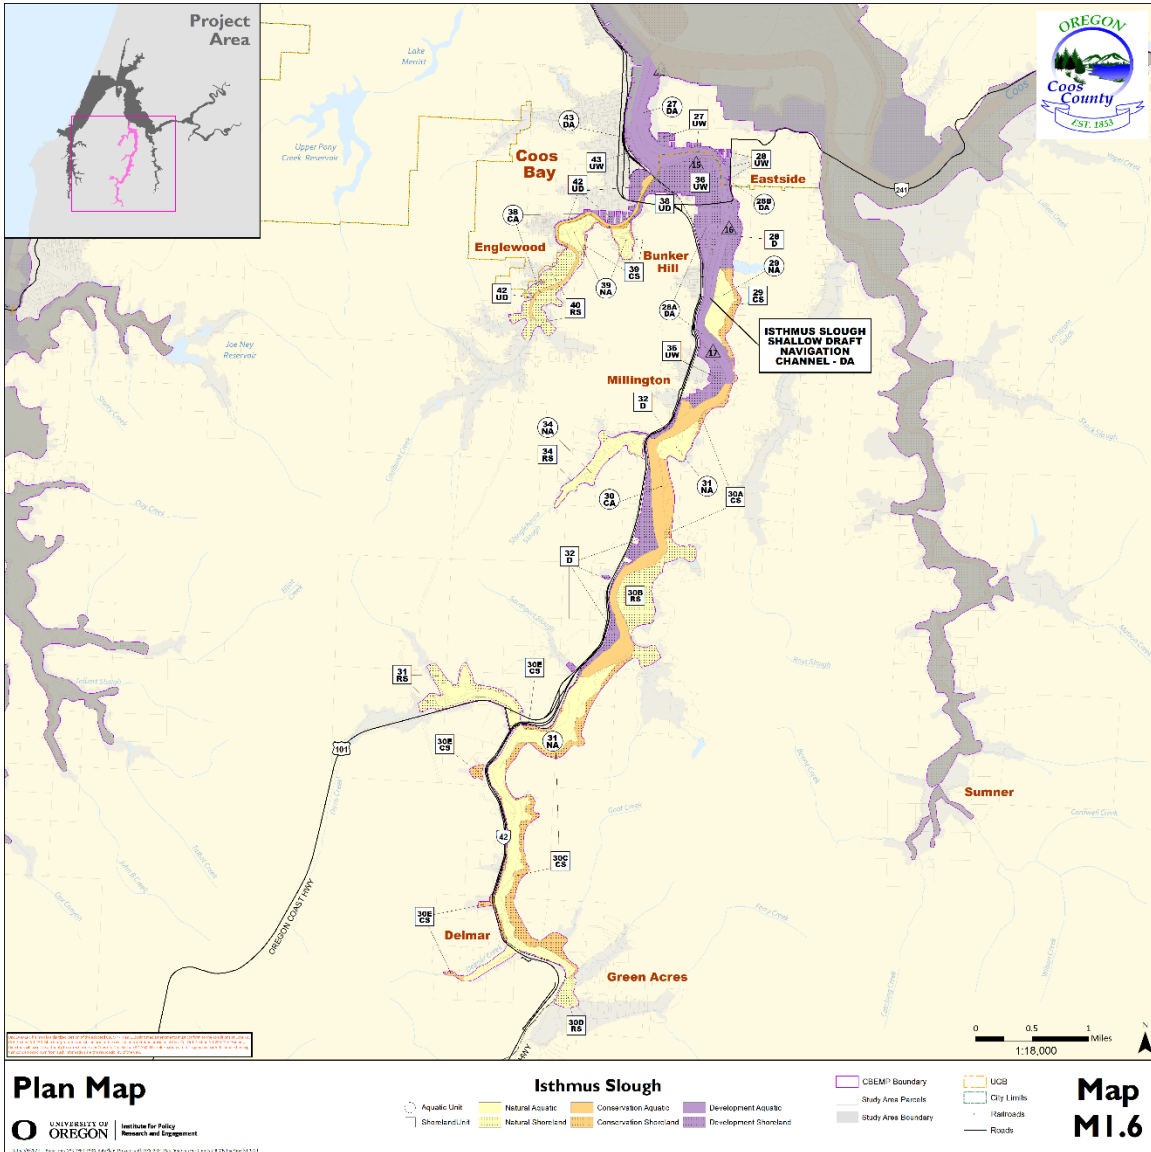 Project
Area
OREGON
Coos
County
EST. 1853
Lake
Merritt
Upper Pony
Creek Reservoir
Joe Ney
Reservoir
Coos
Bay
Englewood
Bunker
Hill
Eastside
Millington
Delmar
Green Acres
Sumner
27
DA
27
UW
43
DA
43
UW
42
UD
38
CA
36
UW
28
UW
38
UD
28B
DA
28
D
29
NA
29
CS
39
CS
39
NA
40
RS
42
UD
28A
DA
36
UW
15
16
17
ISTHMUS SLOUGH
SHALLOW DRAFT
NAVIGATION
CHANNEL - DA
32
D
34
NA
34
RS
30
CA
31
NA
30A
CS
32
D
30B
RS
31
RS
30E
CS
30E
CS
31
NA
30C
CS
30E
CS
30D
RS
241
101
42
Coos
OREGON COAST HWY
HWY
Goat Creek
Ferry Creek
0 0.5 1
Miles
1:18,000
N
Plan Map
O UNIVERSITY OF
OREGON
Institute for Policy
Research and Engagement
Isthmus Slough
Aquatic Unit
ShorelandUnit
Natural Aquatic
Natural Shoreland
Conservation Aquatic
Conservation Shoreland
Development Aquatic
Development Shoreland
CBEMP Boundary
Study Area Parcels
Study Area Boundary
UGB
City Limits
Railroads
Roads
Map
M1.6